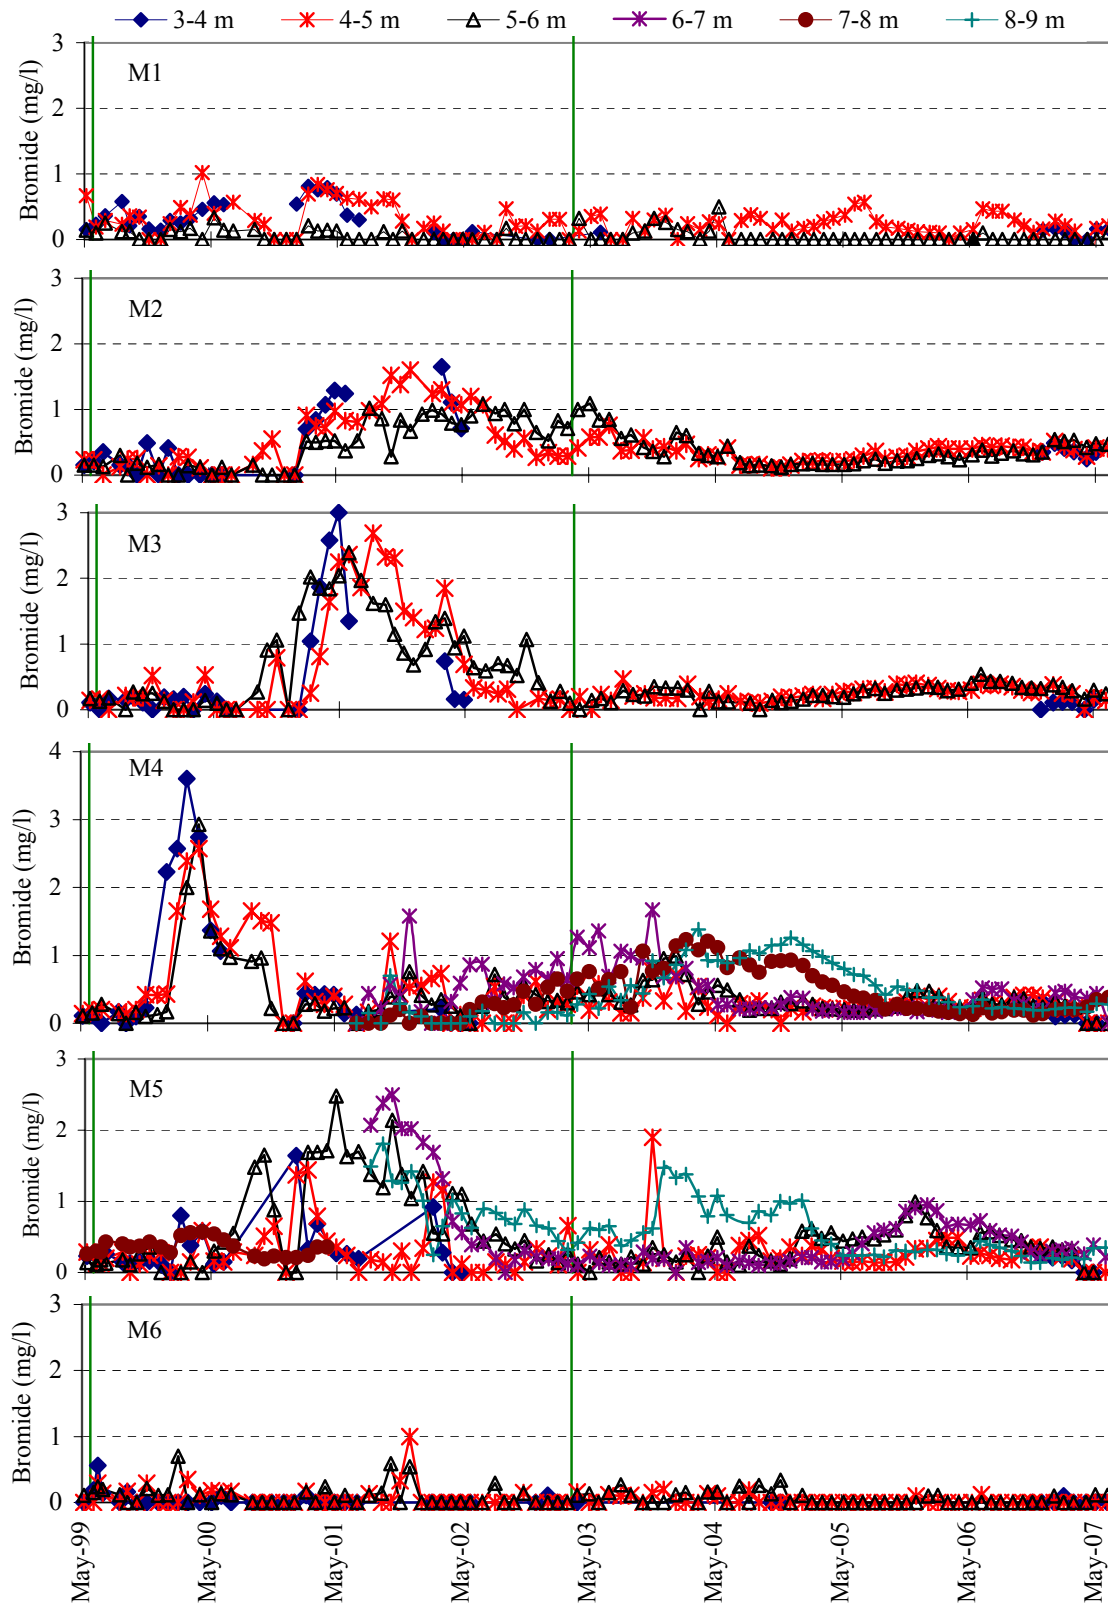 3-4 m 4-5 m 5-6 m 6-7 m 7-8 m 8-9 m
3
2
1
0
Bromide (mg/l)
M1
3
2
1
0
Bromide (mg/l)
M2
3
2
1
0
Bromide (mg/l)
M3
4
3
2
1
0
Bromide (mg/l)
M4
3
2
1
0
Bromide (mg/l)
M5
3
2
1
0
Bromide (mg/l)
M6
May-99 May-00 May-01 May-02 May-03 May-04 May-05 May-06 May-07